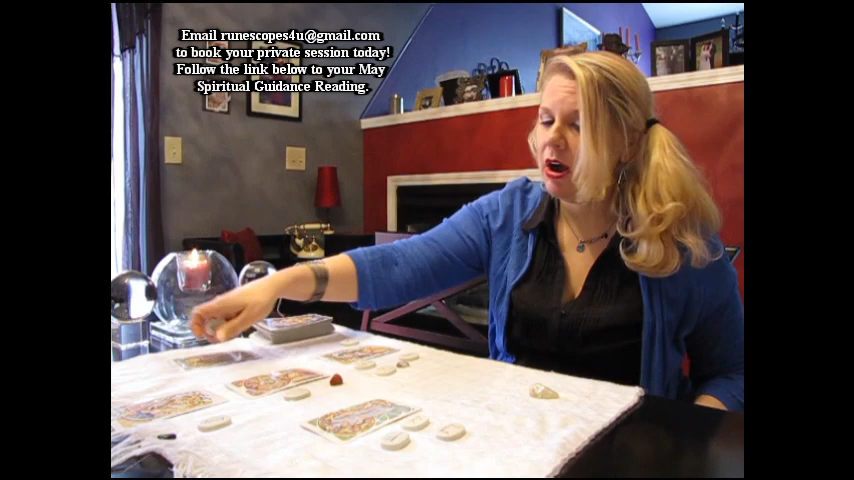 Email runescopes4u@gmail.com
to book your private session today!
Follow the link below to your May
Spiritual Guidance Reading.